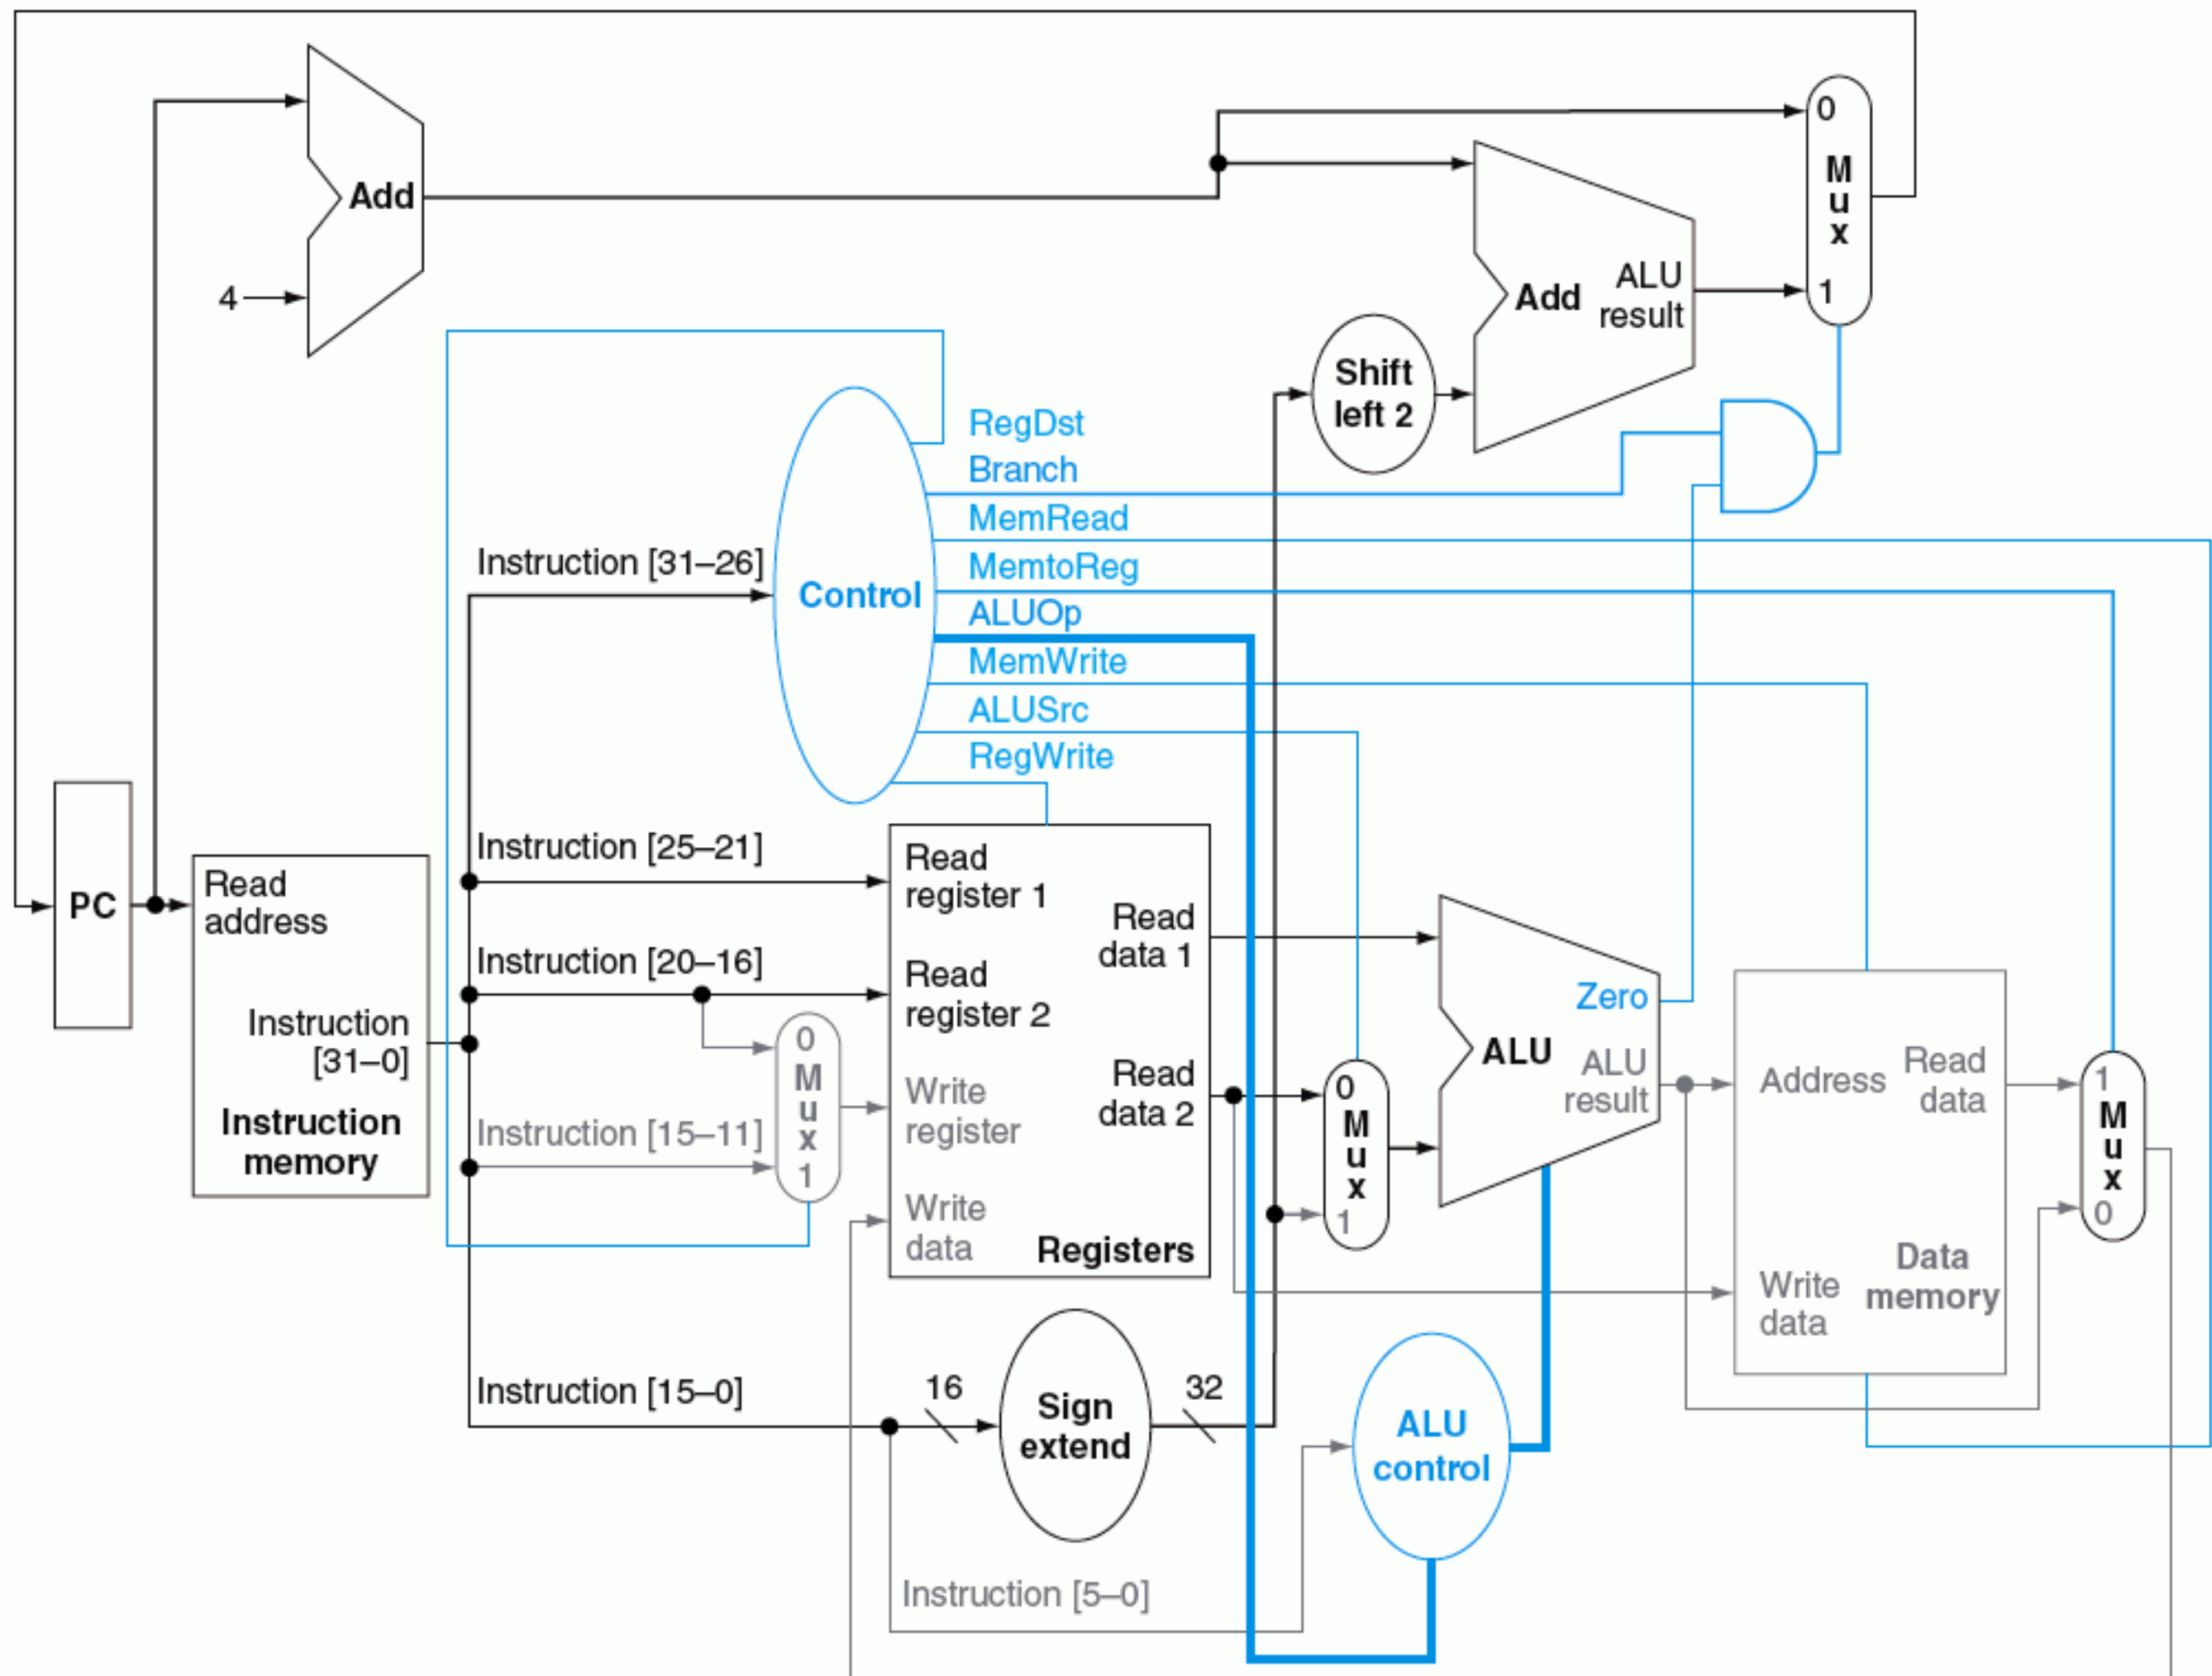 0
M
u
x
1
Add
4
Add
ALU
result
Shift
left 2
RegDst
Branch
MemRead
MemtoReg
ALUOp
MemWrite
ALUSrc
RegWrite
Control
Instruction [31–26]
Instruction [25–21]
Instruction [20–16]
Instruction [15–11]
Instruction [15–0]
Instruction [5–0]
PC
Read
address
Instruction
[31–0]
Instruction
memory
0
M
u
x
1
Read
register 1
Read
register 2
Write
register
Write
data
Read
data 1
Read
data 2
Registers
0
M
u
x
1
Zero
ALU
ALU
result
Address
Read
data
Write
data
Data
memory
1
M
u
x
0
16
Sign
extend
32
ALU
control